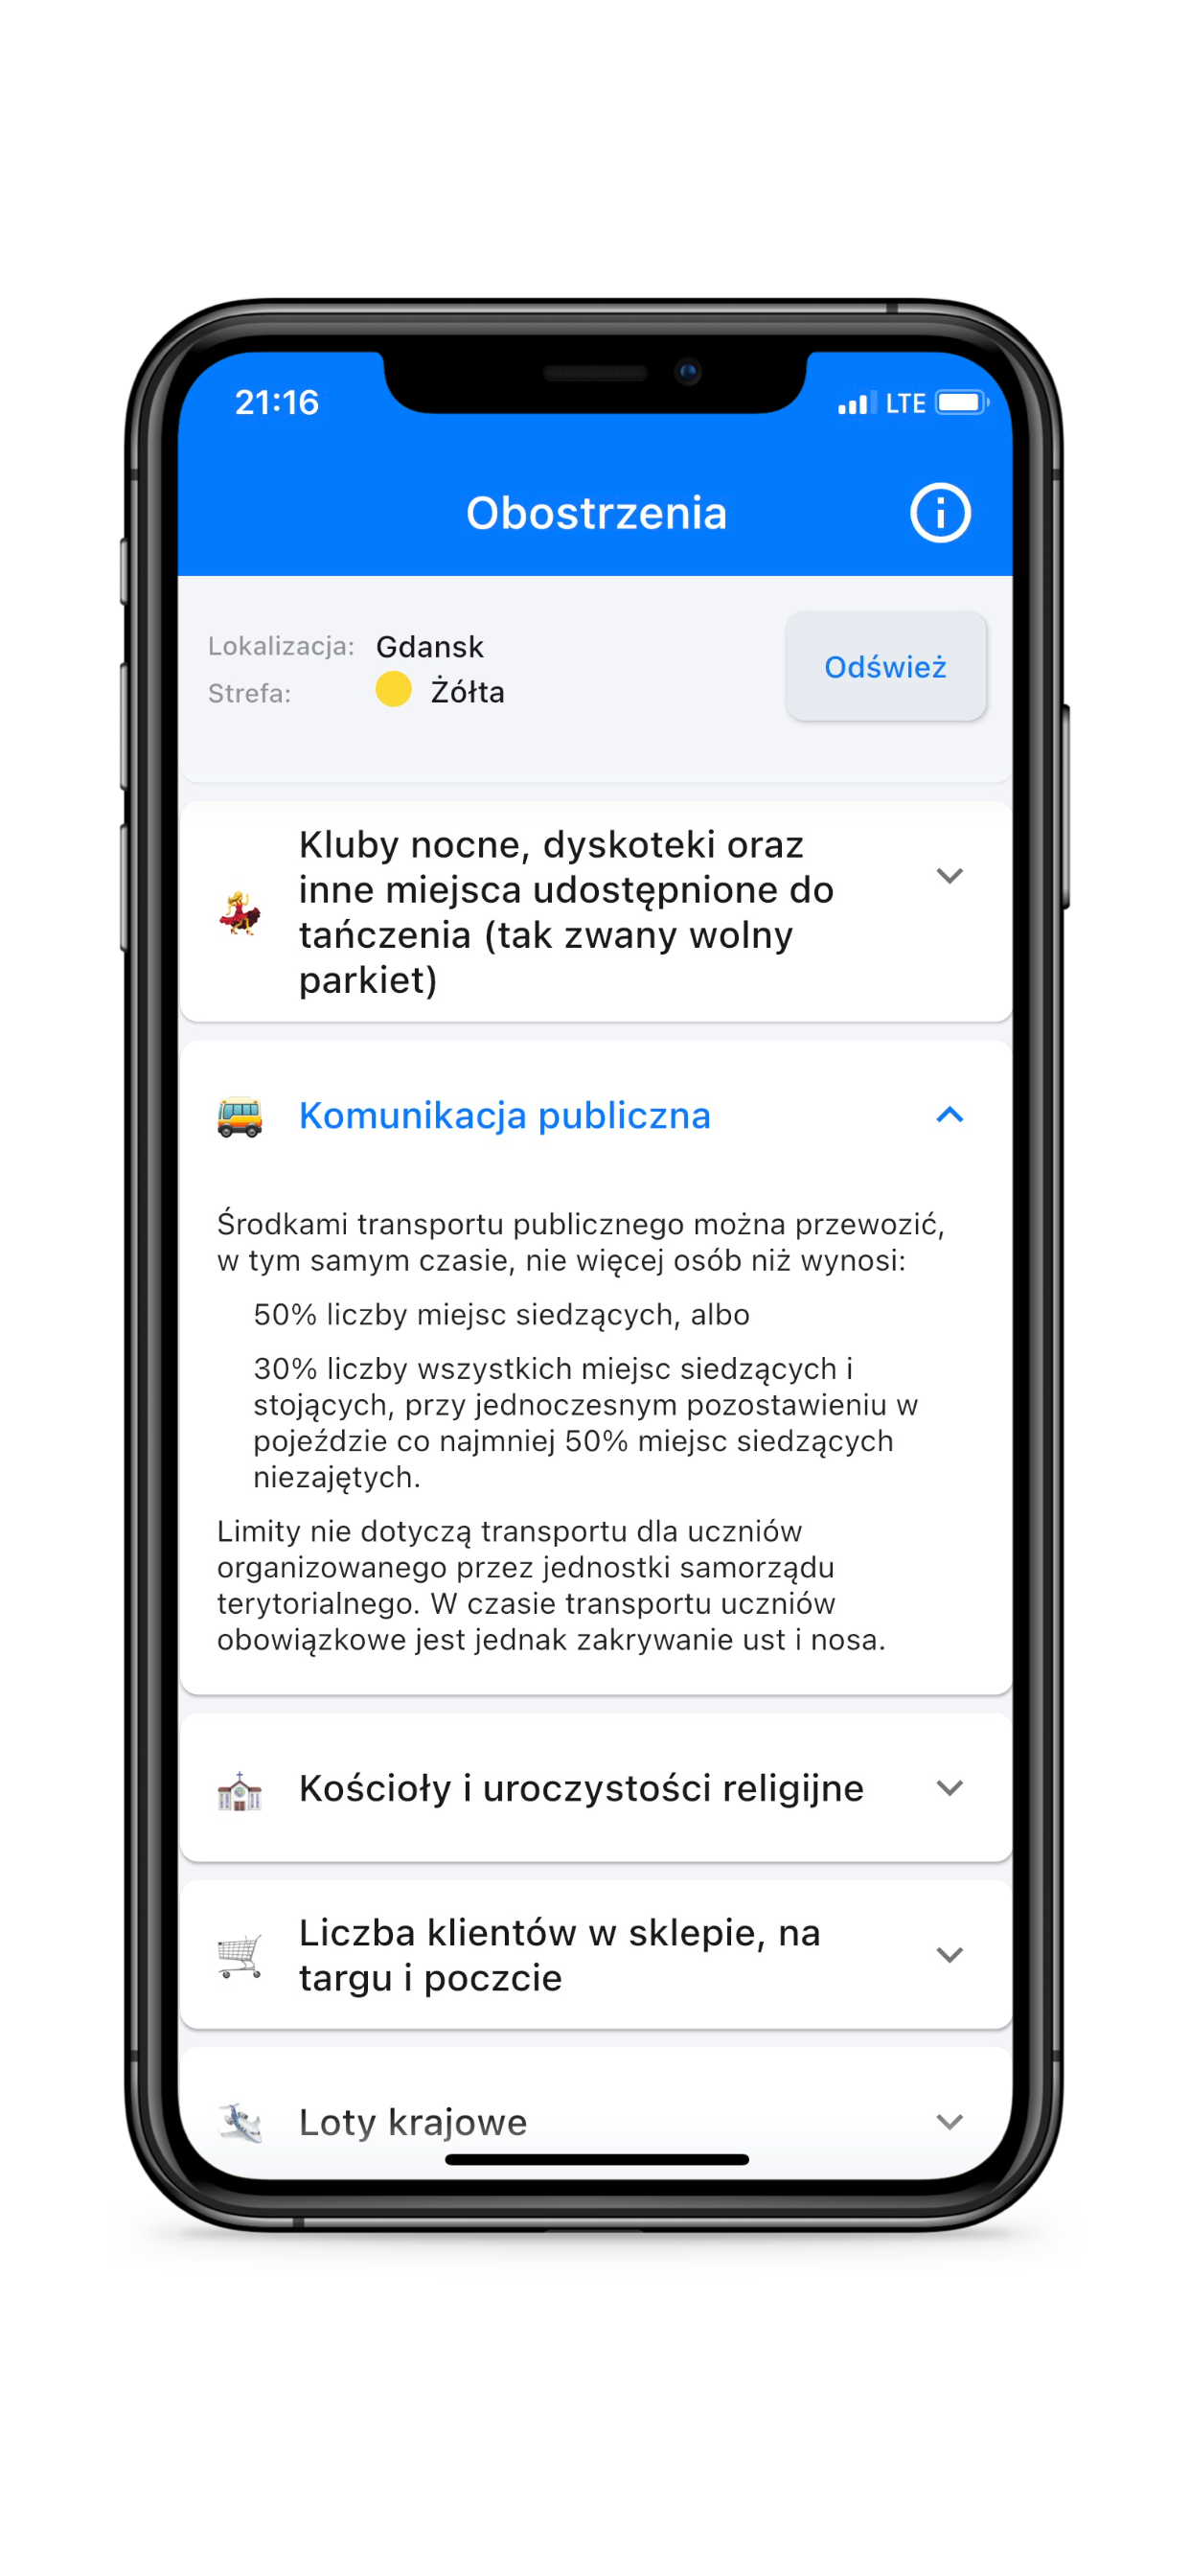 21:16
LTE
Obostrzenia
Lokalizacja: Gdansk
Strefa: Żółta
Odśwież
Kluby nocne, dyskoteki oraz
inne miejsca udostępnione do
tańczenia (tak zwany wolny
parkiet)
Komunikacja publiczna
Środkami transportu publicznego można przewozić,
w tym samym czasie, nie więcej osób niż wynosi:
50% liczby miejsc siedzących, albo
30% liczby wszystkich miejsc siedzących i
stojących, przy jednoczesnym pozostawieniu w
pojeździe co najmniej 50% miejsc siedzących
niezajętych.
Limity nie dotyczą transportu dla uczniów
organizowanego przez jednostki samorządu
terytorialnego. W czasie transportu uczniów
obowiązkowe jest jednak zakrywanie ust i nosa.
Kościoły i uroczystości religijne
Liczba klientów w sklepie, na
targu i poczcie
Loty krajowe